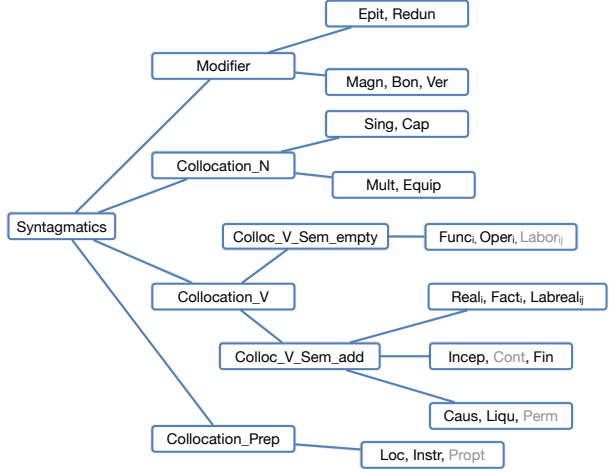 Epit, Redun
Modifier
Magn, Bon, Ver
Sing, Cap
Collocation_N
Mult, Equip
Syntagmatics
Colloc_V_Sem_empty
Funcᵢ, Operᵢ, Laborᵢⱼ
Collocation_V
Realᵢ, Factᵢ, Labrealᵢⱼ
Colloc_V_Sem_add
Incep, Cont, Fin
Caus, Liqu, Perm
Collocation_Prep
Loc, Instr, Propt